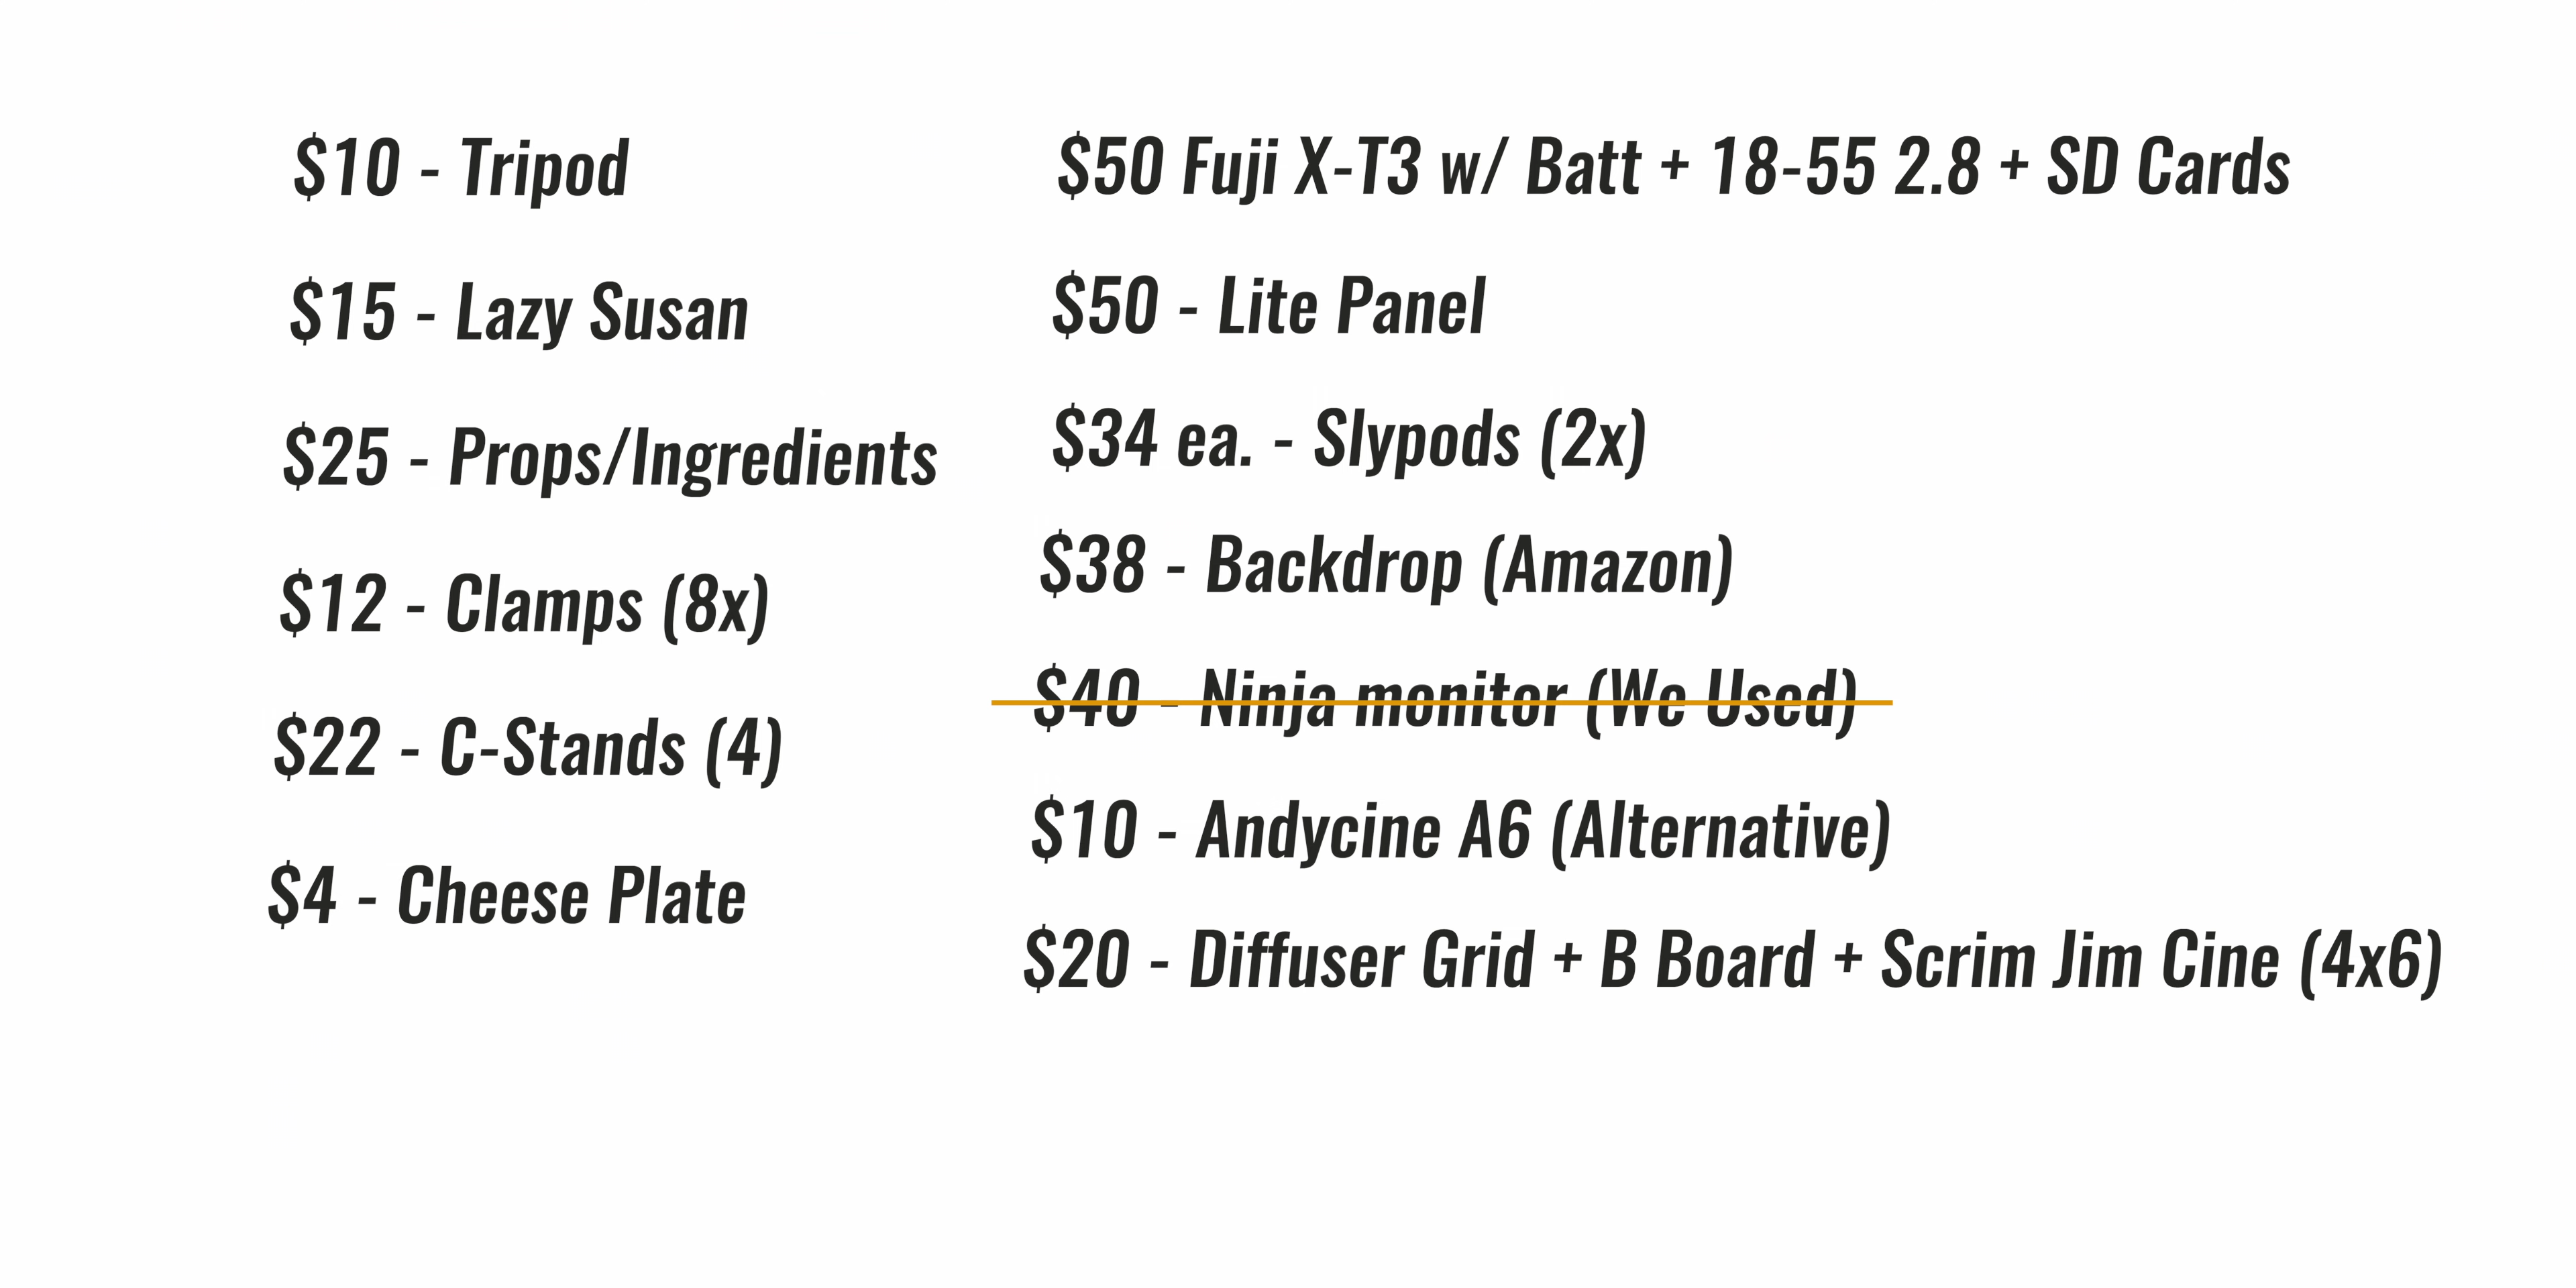 $10 - Tripod
$15 - Lazy Susan
$25 - Props/Ingredients
$12 - Clamps (8x)
$22 - C-Stands (4)
$4 - Cheese Plate
$50 Fuji X-T3 w/ Batt + 18-55 2.8 + SD Cards
$50 - Lite Panel
$34 ea. - Slypods (2x)
$38 - Backdrop (Amazon)
$40 - Ninja monitor (We Used)
$10 - Andycine A6 (Alternative)
$20 - Diffuser Grid + B Board + Scrim Jim Cine (4x6)